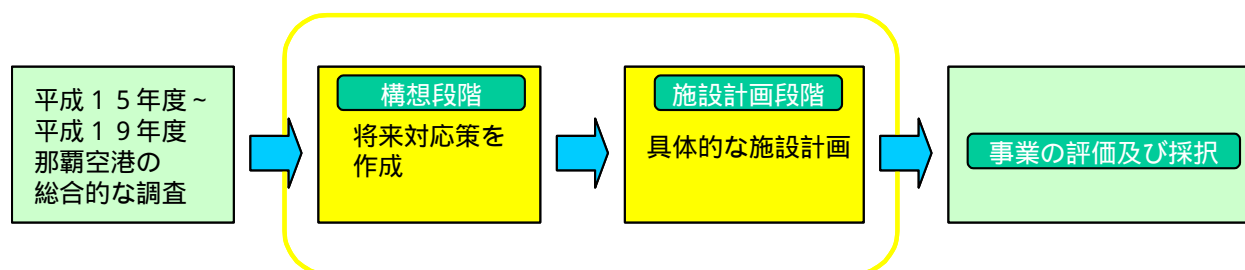 平成１５年度～
平成１９年度
那覇空港の
総合的な調査
構想段階
将来対応策を
作成
施設計画段階
具体的な施設計画
事業の評価及び採択